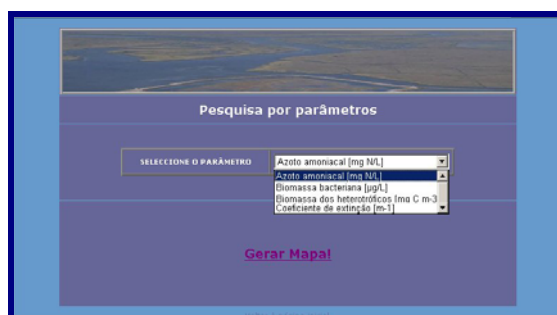 Pesquisa por parâmetros
SELECCIONE O PARÂMETRO
Azoto amoniacal [mg N/L]
Azoto amoniacal [mg N/L]
Biomassa bacteriana [µg/L]
Biomassa dos heterotróficos [mg C m-3
Coeficiente de extinção [m-1]
Gerar Mapa!